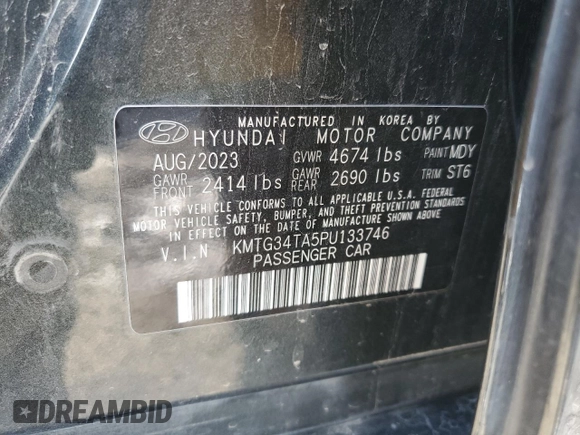 MANUFACTURED IN KOREA BY
HYUNDAI MOTOR COMPANY
AUG/2023 GVWR 4674 lbs PAINT MDY
GAWR FRONT 2414 lbs GAWR REAR 2690 lbs TRIM ST6
THIS VEHICLE CONFORMS TO ALL APPLICABLE U.S.A. FEDERAL
MOTOR VEHICLE SAFETY, BUMPER, AND THEFT PREVENTION STANDARDS
IN EFFECT ON THE DATE OF MANUFACTURE SHOWN ABOVE
V.I.N KMTG34TA5PU133746
PASSENGER CAR
DREAMBID